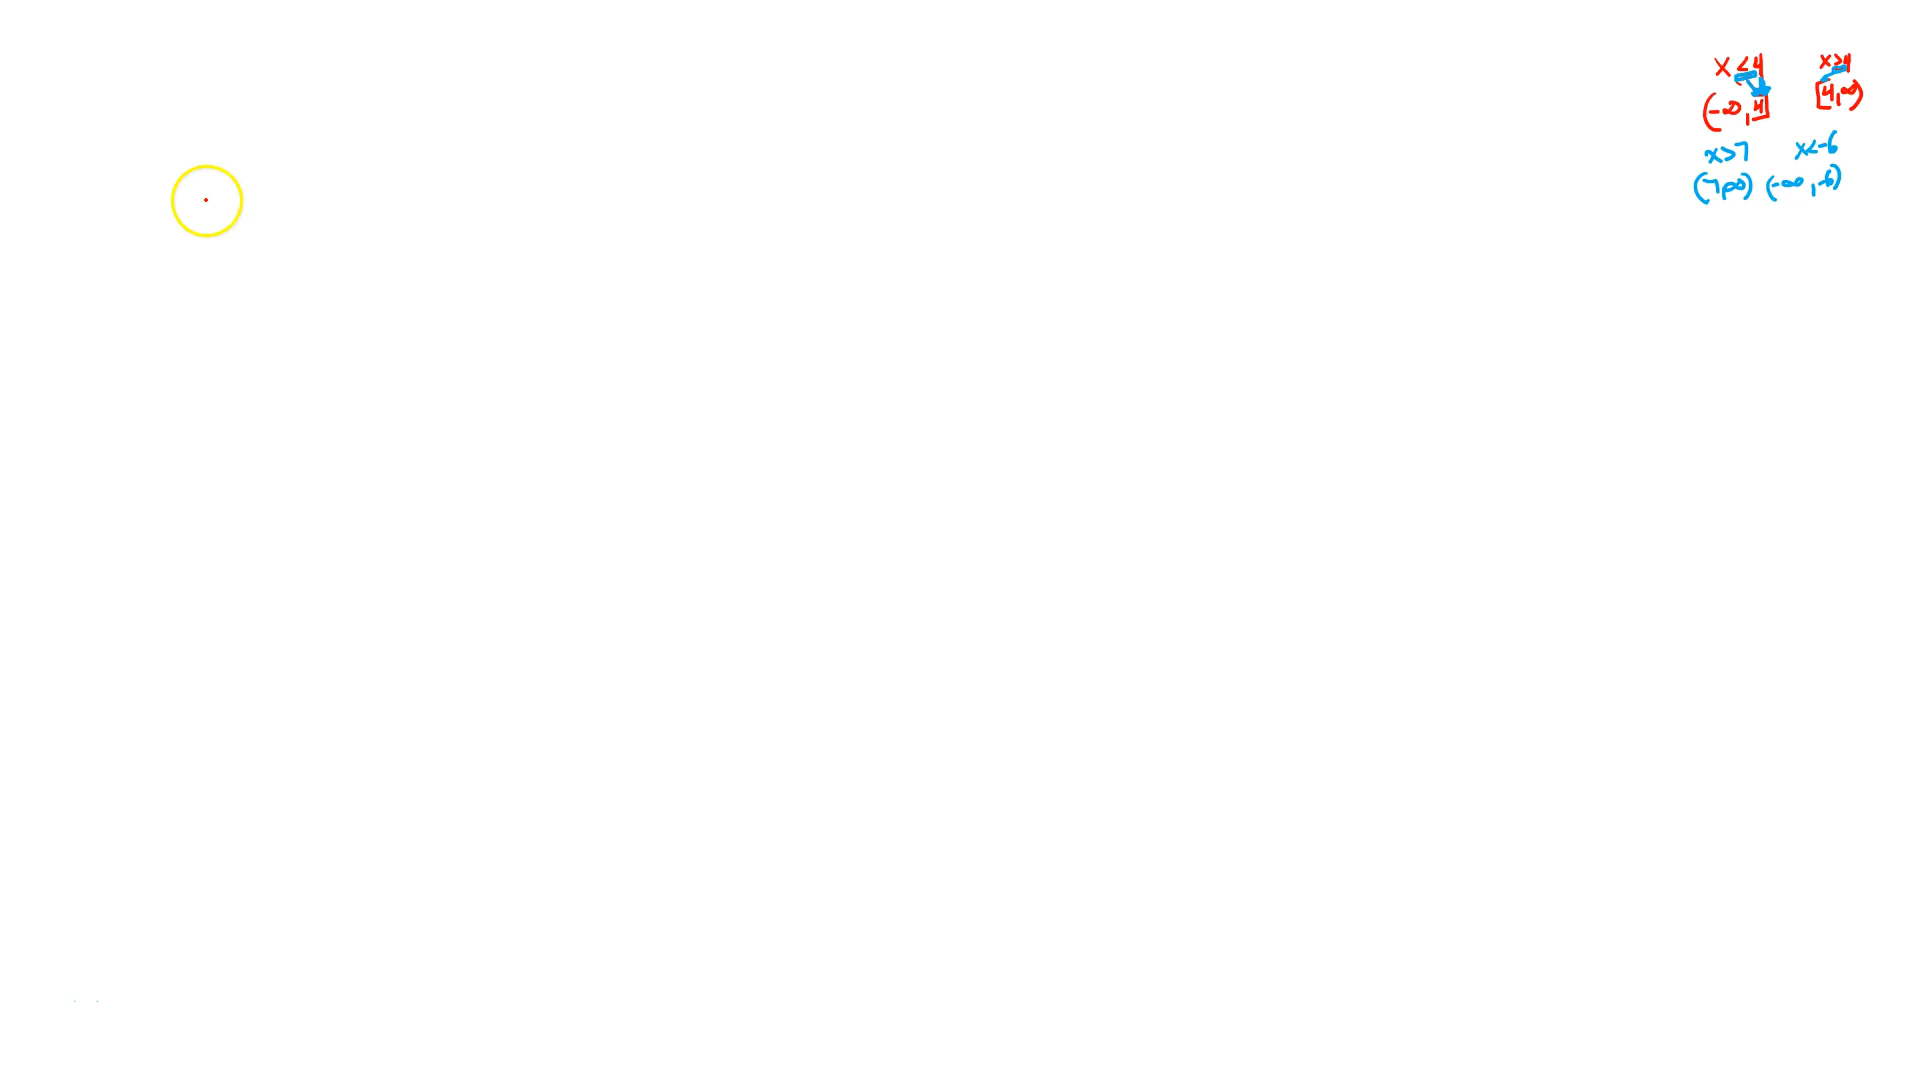 x ≤ 4 x ≥ 4
(-∞, 4] [4, ∞)
x > 7 x < -6
(7, ∞) (-∞, -6)